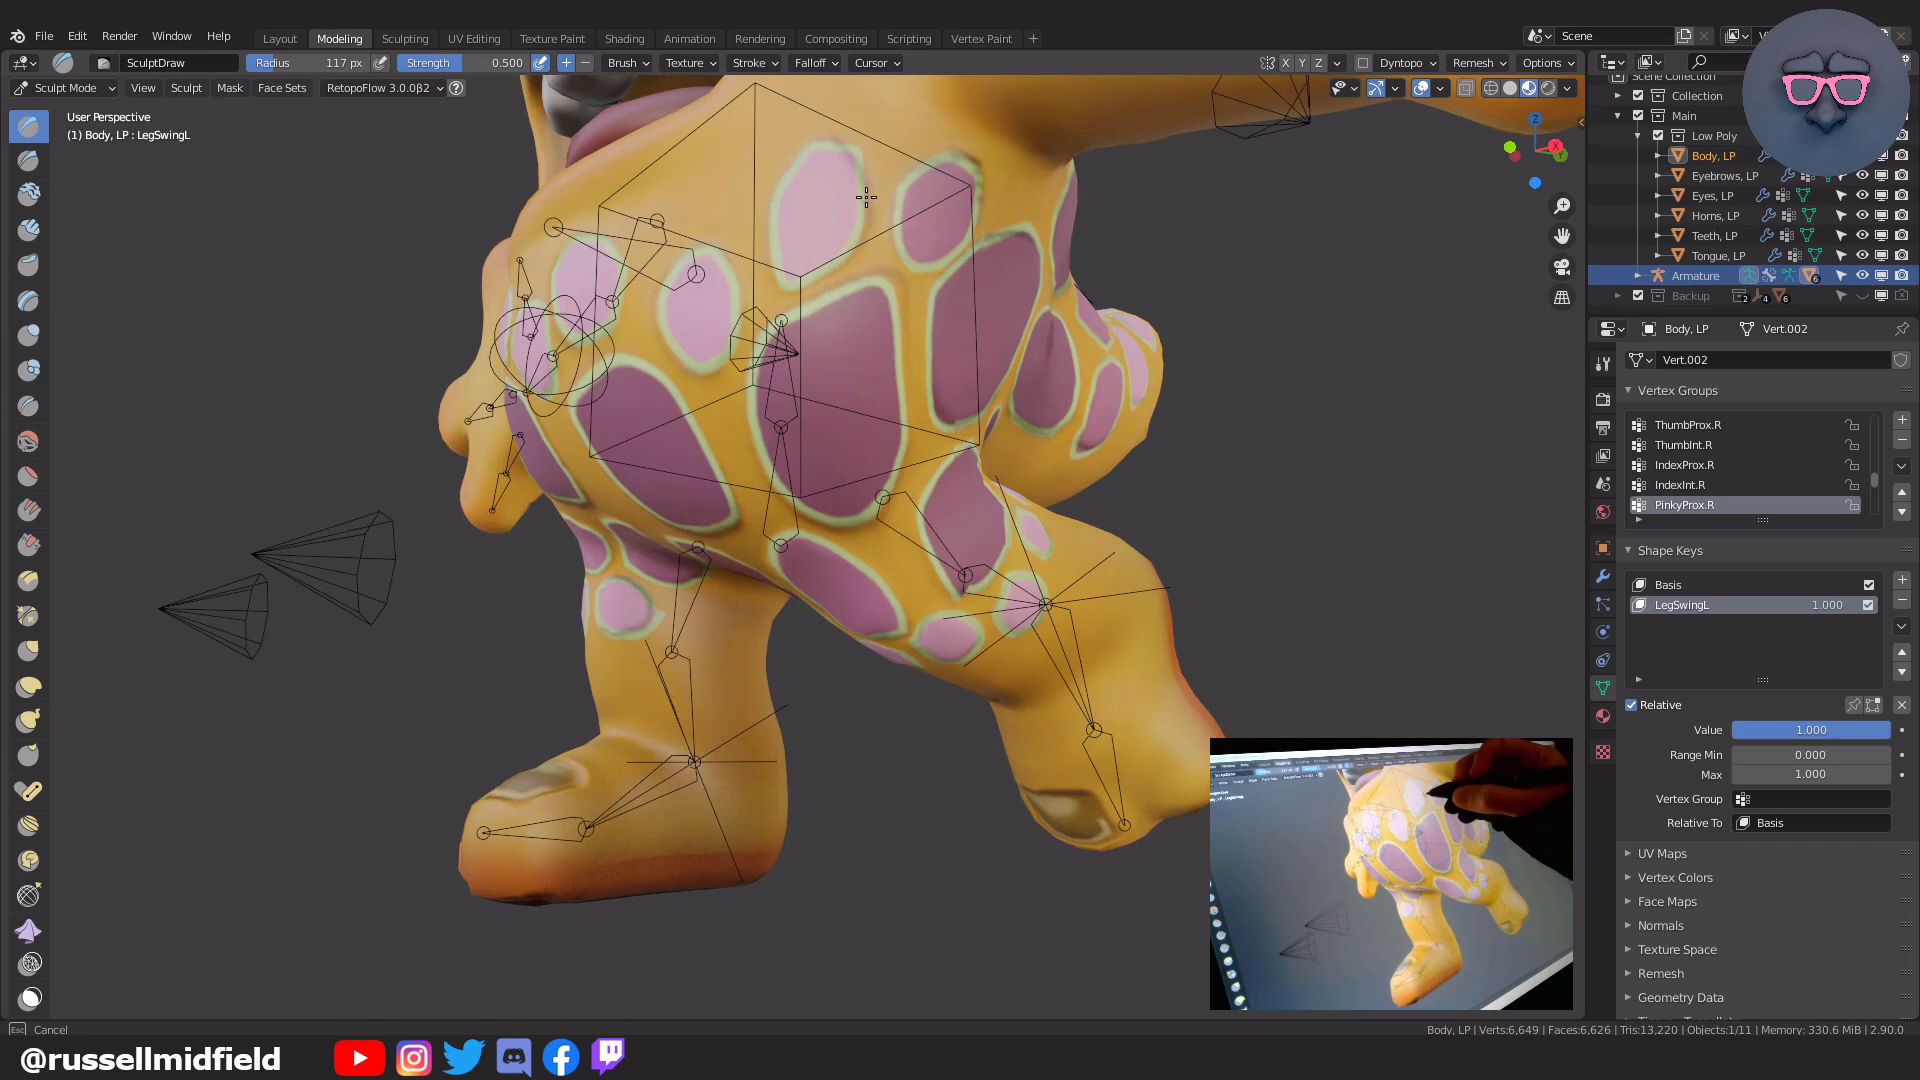 File Edit Render Window Help Layout Modeling Sculpting UV Editing Texture Paint Shading Animation Rendering Compositing Scripting Vertex Paint Scene
SculptDraw Radius 117 px Strength 0.500 Brush Texture Stroke Falloff Cursor X Y Z Dyntopo Remesh Options
Sculpt Mode View Sculpt Mask Face Sets RetopoFlow 3.0.0β2
User Perspective
(1) Body, LP : LegSwingL
Z
X
Y
Scene Collection
Collection
Main
Low Poly
Body, LP
Eyebrows, LP
Eyes, LP
Horns, LP
Teeth, LP
Tongue, LP
Armature 6
Backup 2 4 6
Body, LP Vert.002
Vert.002
Vertex Groups
ThumbProx.R
ThumbInt.R
IndexProx.R
IndexInt.R
PinkyProx.R
Shape Keys
Basis
LegSwingL 1.000
Relative
Value 1.000
Range Min 0.000
Max 1.000
Vertex Group
Relative To Basis
UV Maps
Vertex Colors
Face Maps
Normals
Texture Space
Remesh
Geometry Data
Esc Cancel
Body, LP | Verts:6,649 | Faces:6,626 | Tris:13,220 | Objects:1/11 | Memory: 330.6 MiB | 2.90.0
@russellmidfield